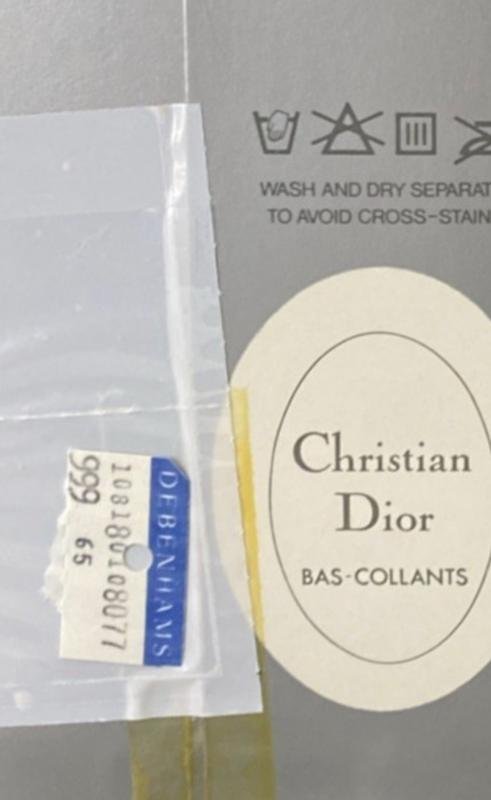 WASH AND DRY SEPARAT
TO AVOID CROSS-STAIN
Christian
Dior
BAS-COLLANTS
DEBENHAMS
108180108077
999 65